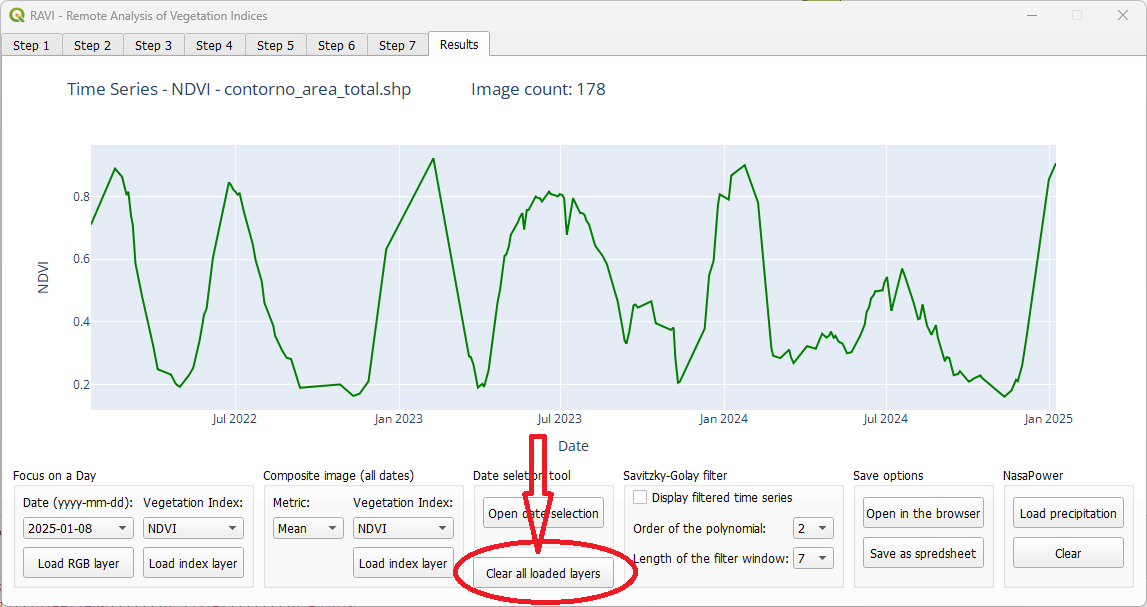 RAVI - Remote Analysis of Vegetation Indices
Step 1 Step 2 Step 3 Step 4 Step 5 Step 6 Step 7 Results
Time Series - NDVI - contorno_area_total.shp Image count: 178
NDVI
0.8
0.6
0.4
0.2
Jul 2022 Jan 2023 Jul 2023 Jan 2024 Jul 2024 Jan 2025
Date
Focus on a Day
Date (yyyy-mm-dd): Vegetation Index:
2025-01-08 NDVI
Load RGB layer Load index layer
Composite image (all dates)
Metric: Vegetation Index:
Mean NDVI
Load index layer
Date seletion tool
Open date selection
Clear all loaded layers
Savitzky-Golay filter
Display filtered time series
Order of the polynomial: 2
Length of the filter window: 7
Save options
Open in the browser
Save as spredsheet
NasaPower
Load precipitation
Clear